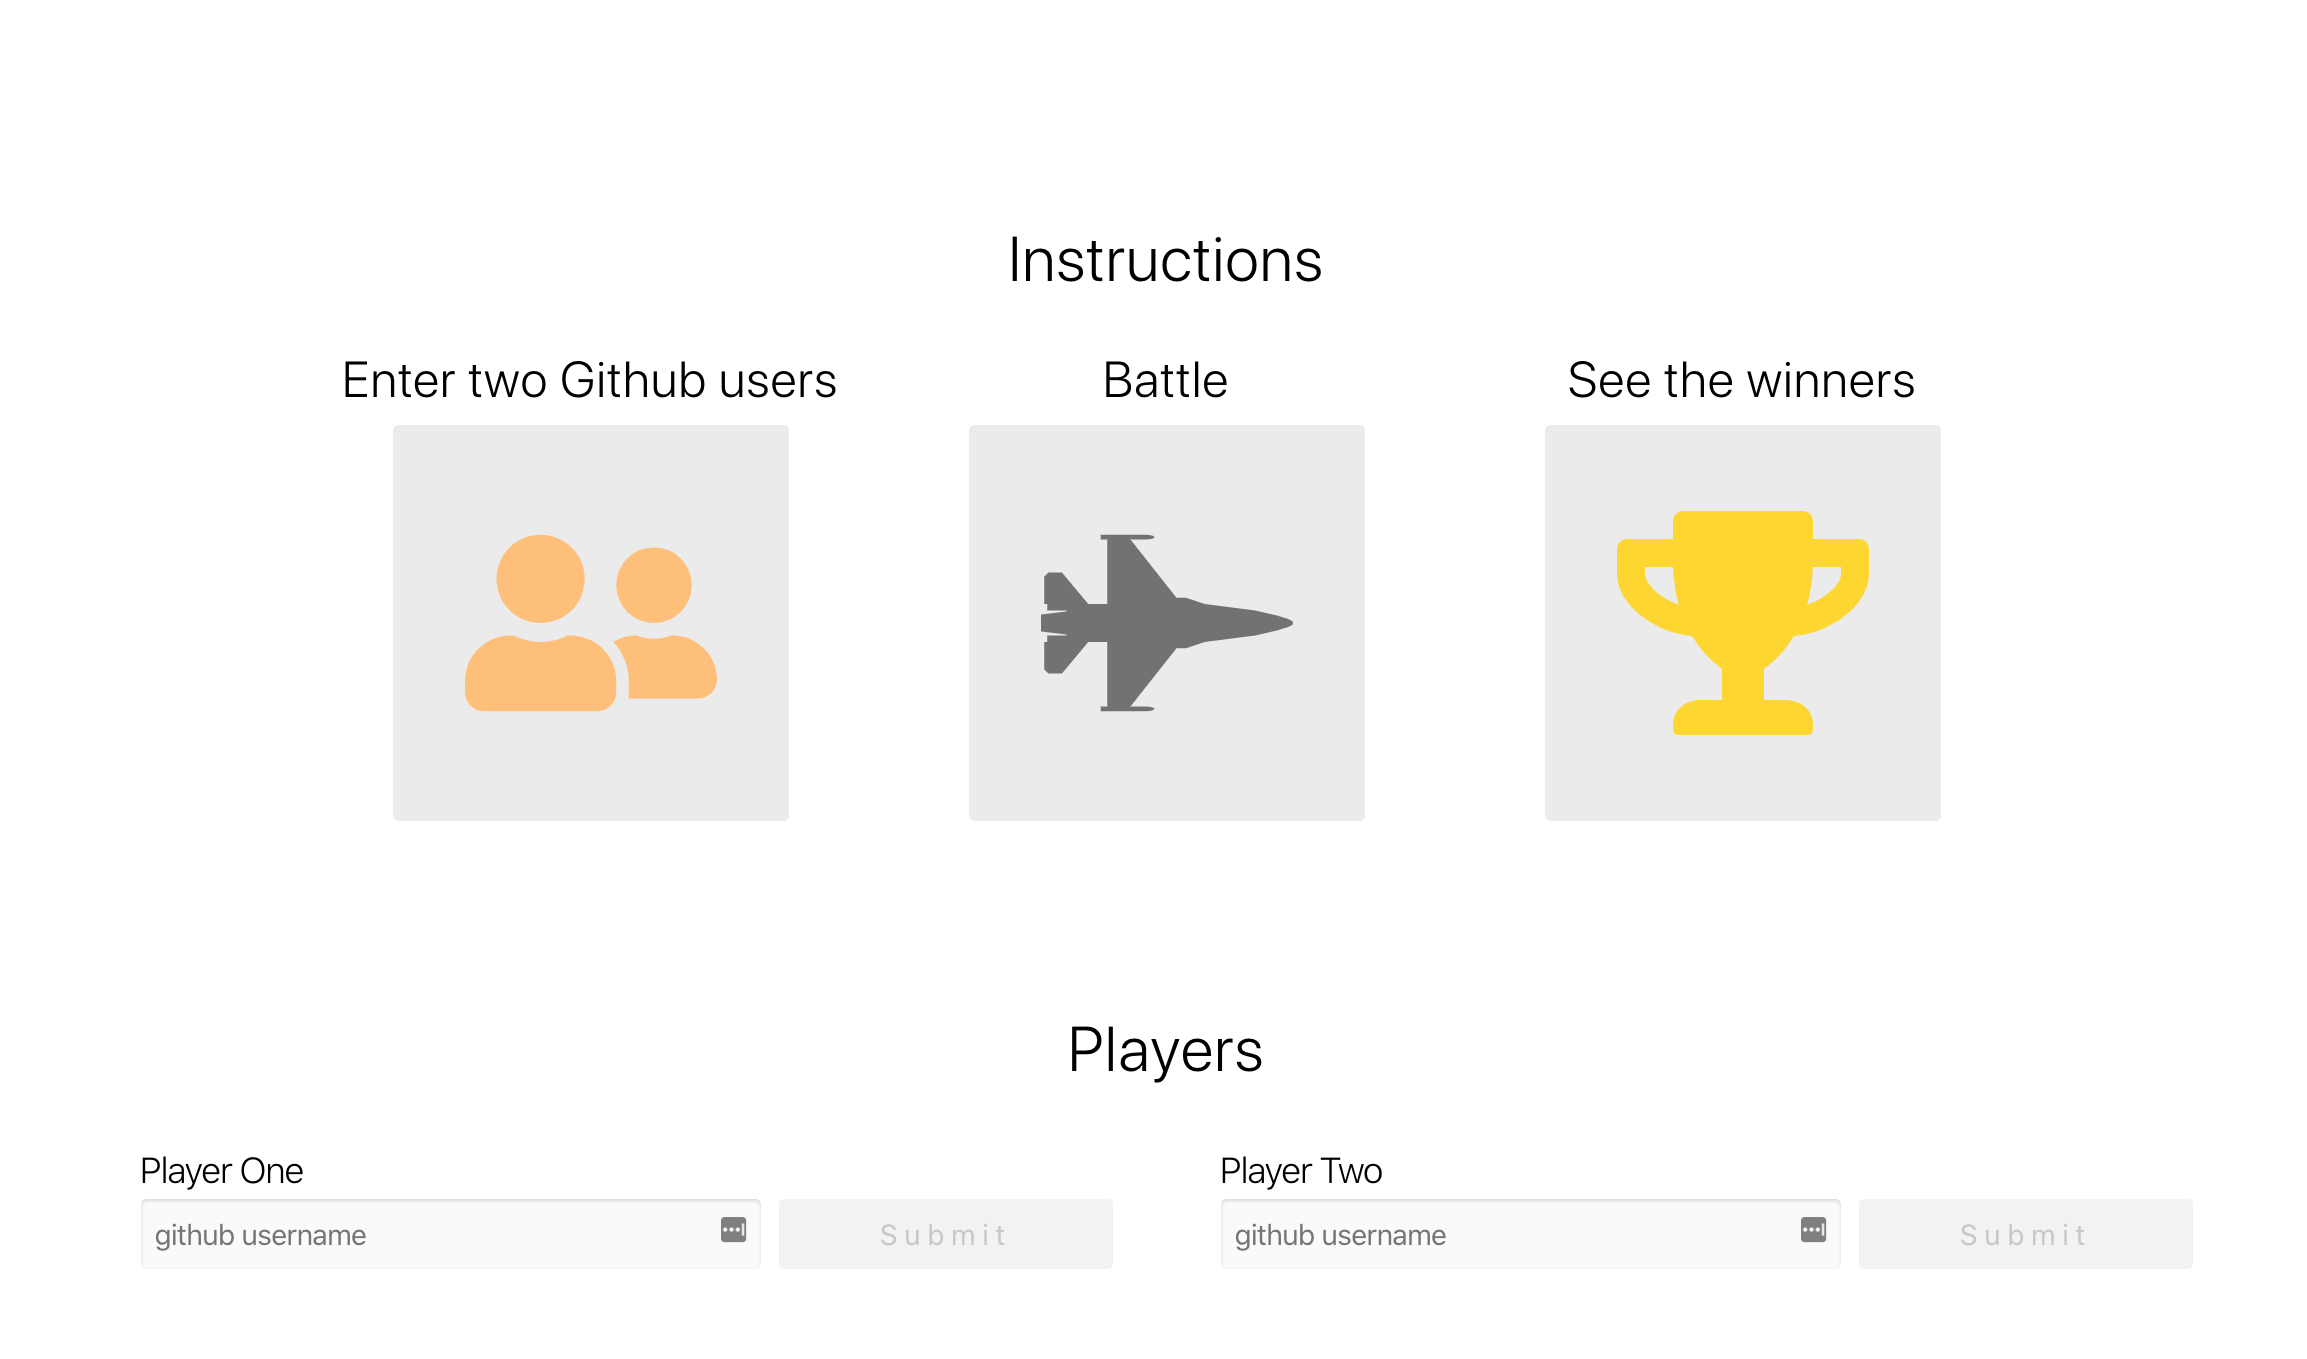 Instructions
Enter two Github users
Battle
See the winners
Players
Player One
github username
Submit
Player Two
github username
Submit